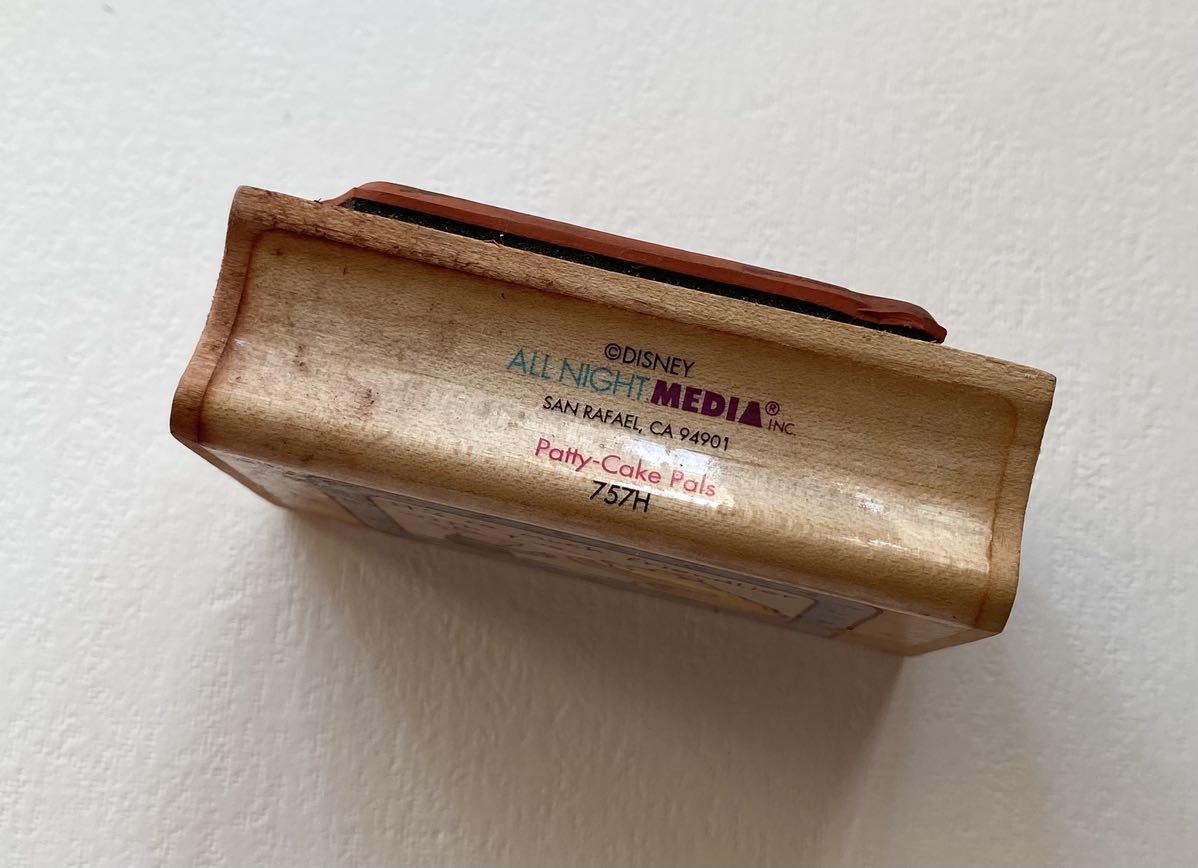 ©DISNEY
ALL NIGHT MEDIA® INC.
SAN RAFAEL, CA 94901
Patty-Cake Pals
757H